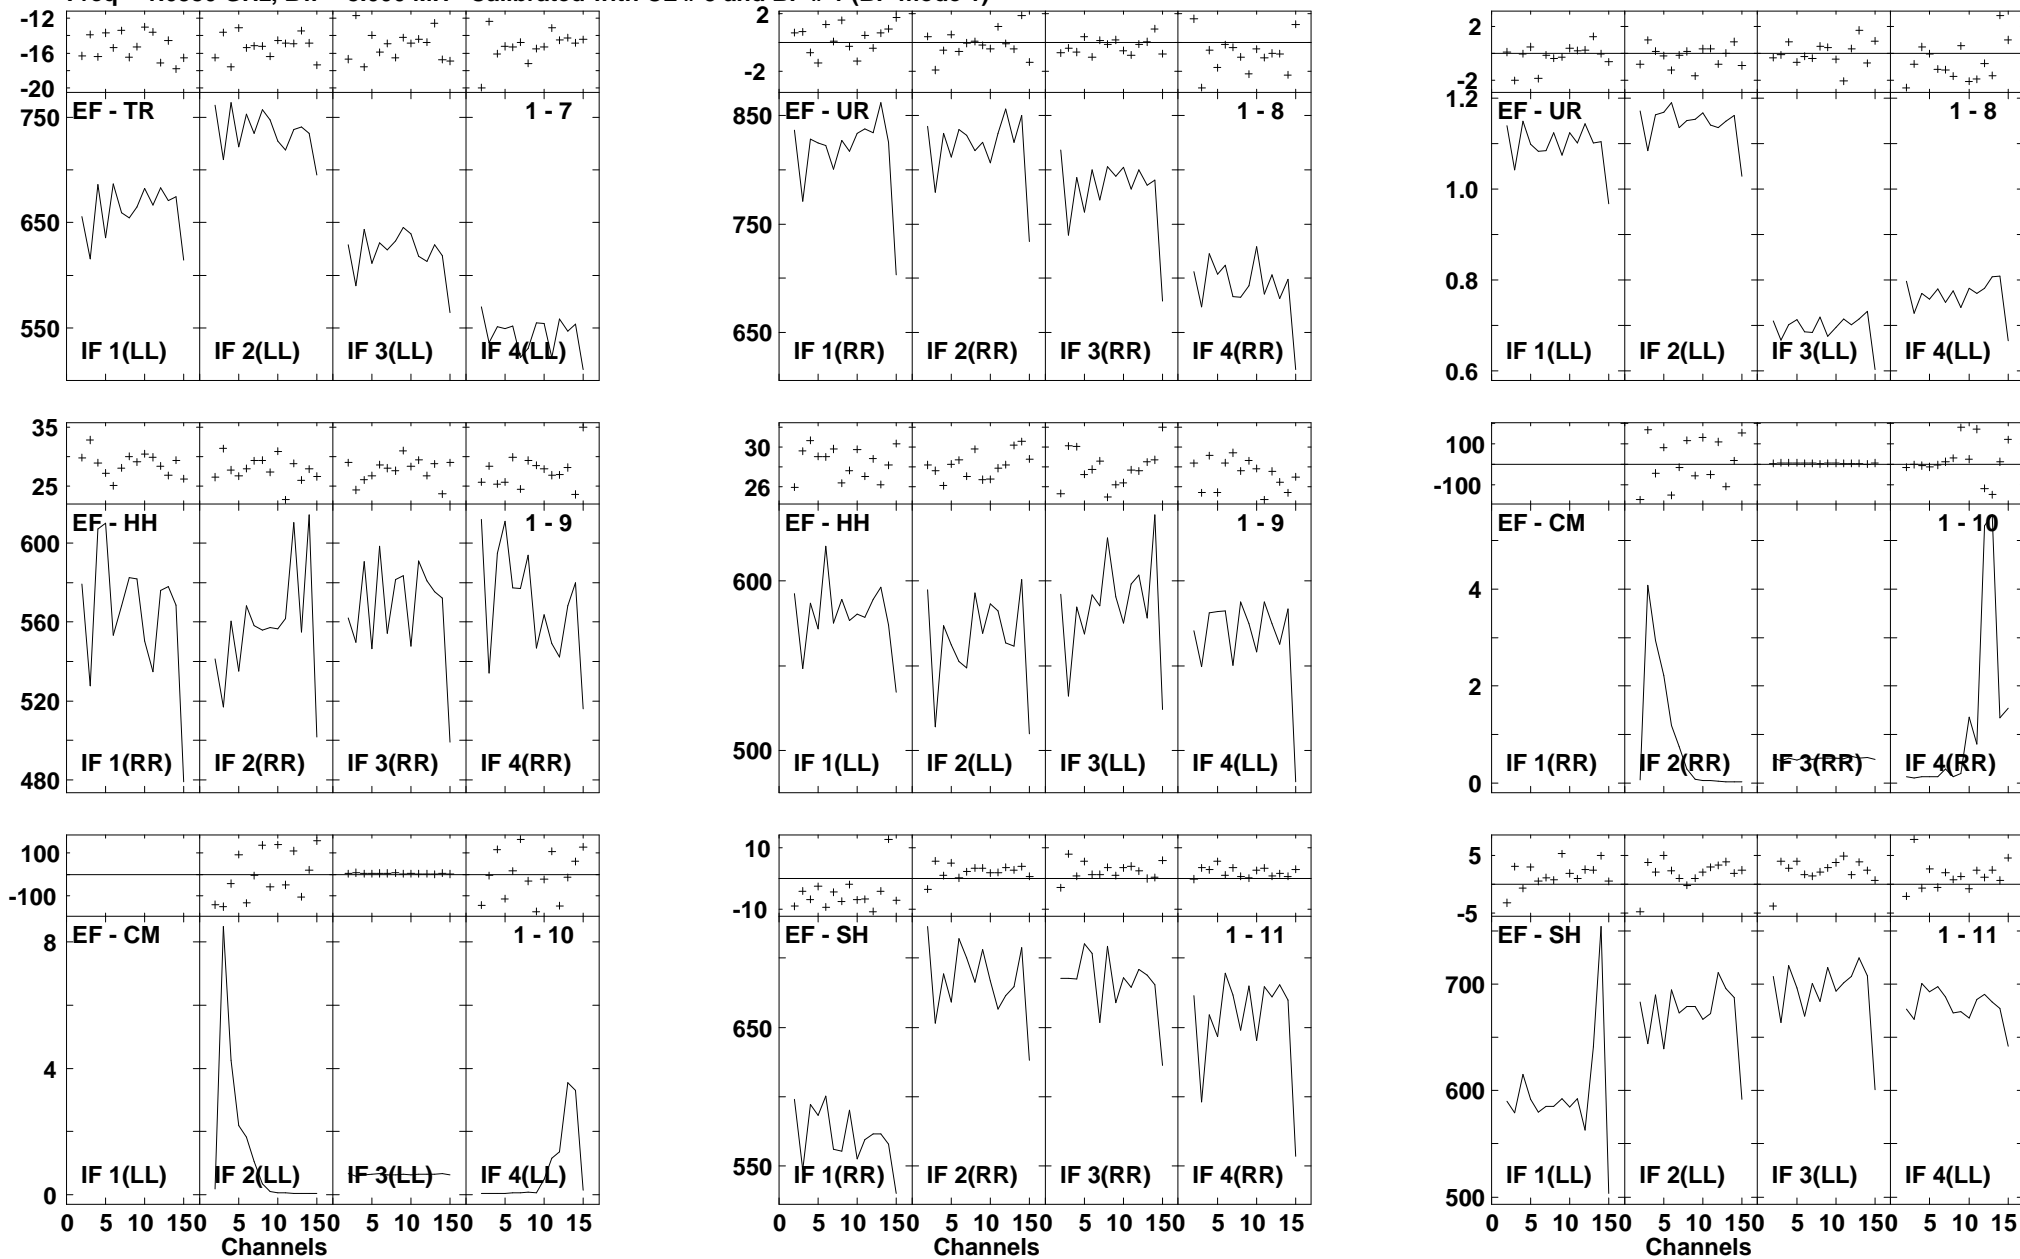 -12
-14
-16
-20
750
650
550
EF - TR
1 - 7
IF 1(LL)
IF 2(LL)
IF 3(LL)
IF 4(LL)
2
-2
850
750
650
EF - UR
1 - 8
IF 1(RR)
IF 2(RR)
IF 3(RR)
IF 4(RR)
2
-2
1.2
1.0
0.8
0.6
EF - UR
1 - 8
IF 1(LL)
IF 2(LL)
IF 3(LL)
IF 4(LL)
35
25
600
560
520
480
EF - HH
1 - 9
IF 1(RR)
IF 2(RR)
IF 3(RR)
IF 4(RR)
30
28
26
600
500
EF - HH
1 - 9
IF 1(LL)
IF 2(LL)
IF 3(LL)
IF 4(LL)
100
-100
4
2
0
EF - CM
1 - 10
IF 1(RR)
IF 2(RR)
IF 3(RR)
IF 4(RR)
100
-100
8
4
0
EF - CM
1 - 10
IF 1(LL)
IF 2(LL)
IF 3(LL)
IF 4(LL)
0 5 10 15 0 5 10 15 0 5 10 15 0 5 10 15
Channels
10
-10
650
550
EF - SH
1 - 11
IF 1(RR)
IF 2(RR)
IF 3(RR)
IF 4(RR)
0 5 10 15 0 5 10 15 0 5 10 15 0 5 10 15
Channels
5
-5
700
600
500
EF - SH
1 - 11
IF 1(LL)
IF 2(LL)
IF 3(LL)
IF 4(LL)
0 5 10 15 0 5 10 15 0 5 10 15 0 5 10 15
Channels